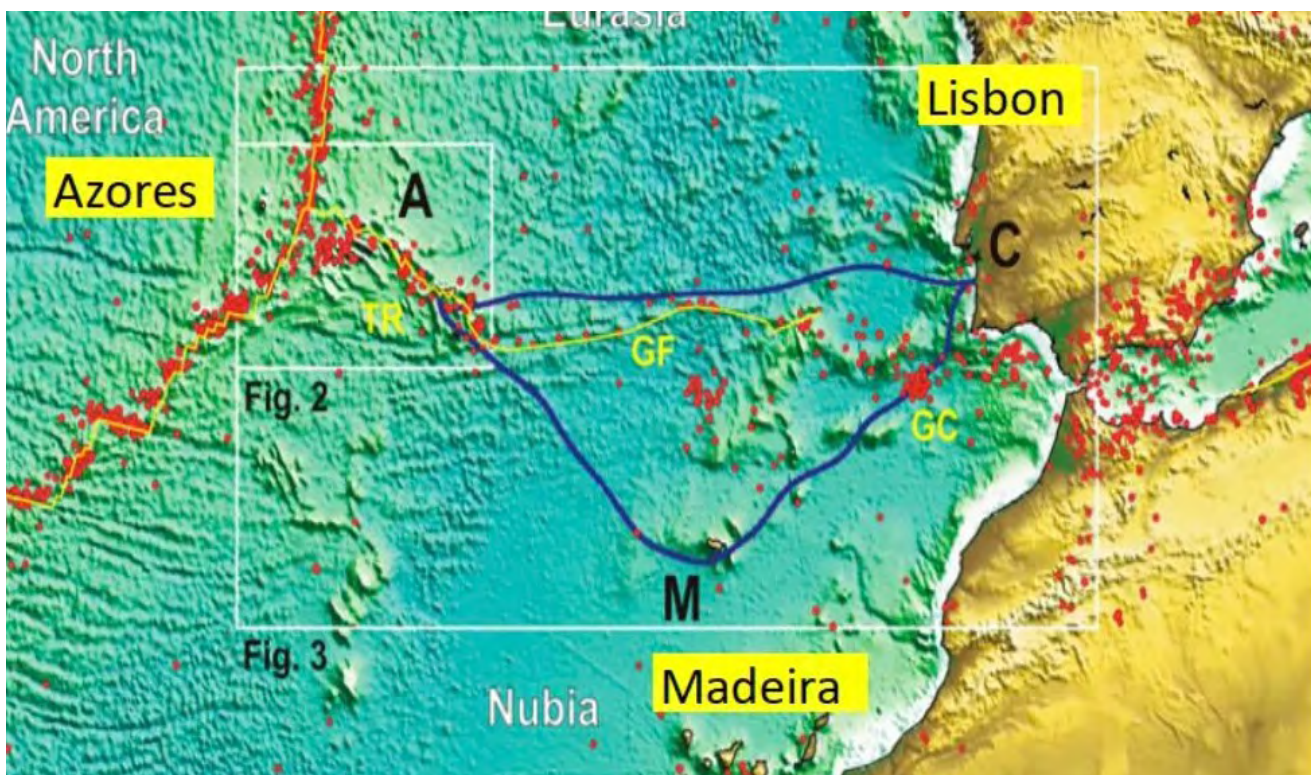 Eurasia
North
America
Lisbon
Azores
A
C
TR
GF
Fig. 2
GC
M
Fig. 3
Madeira
Nubia